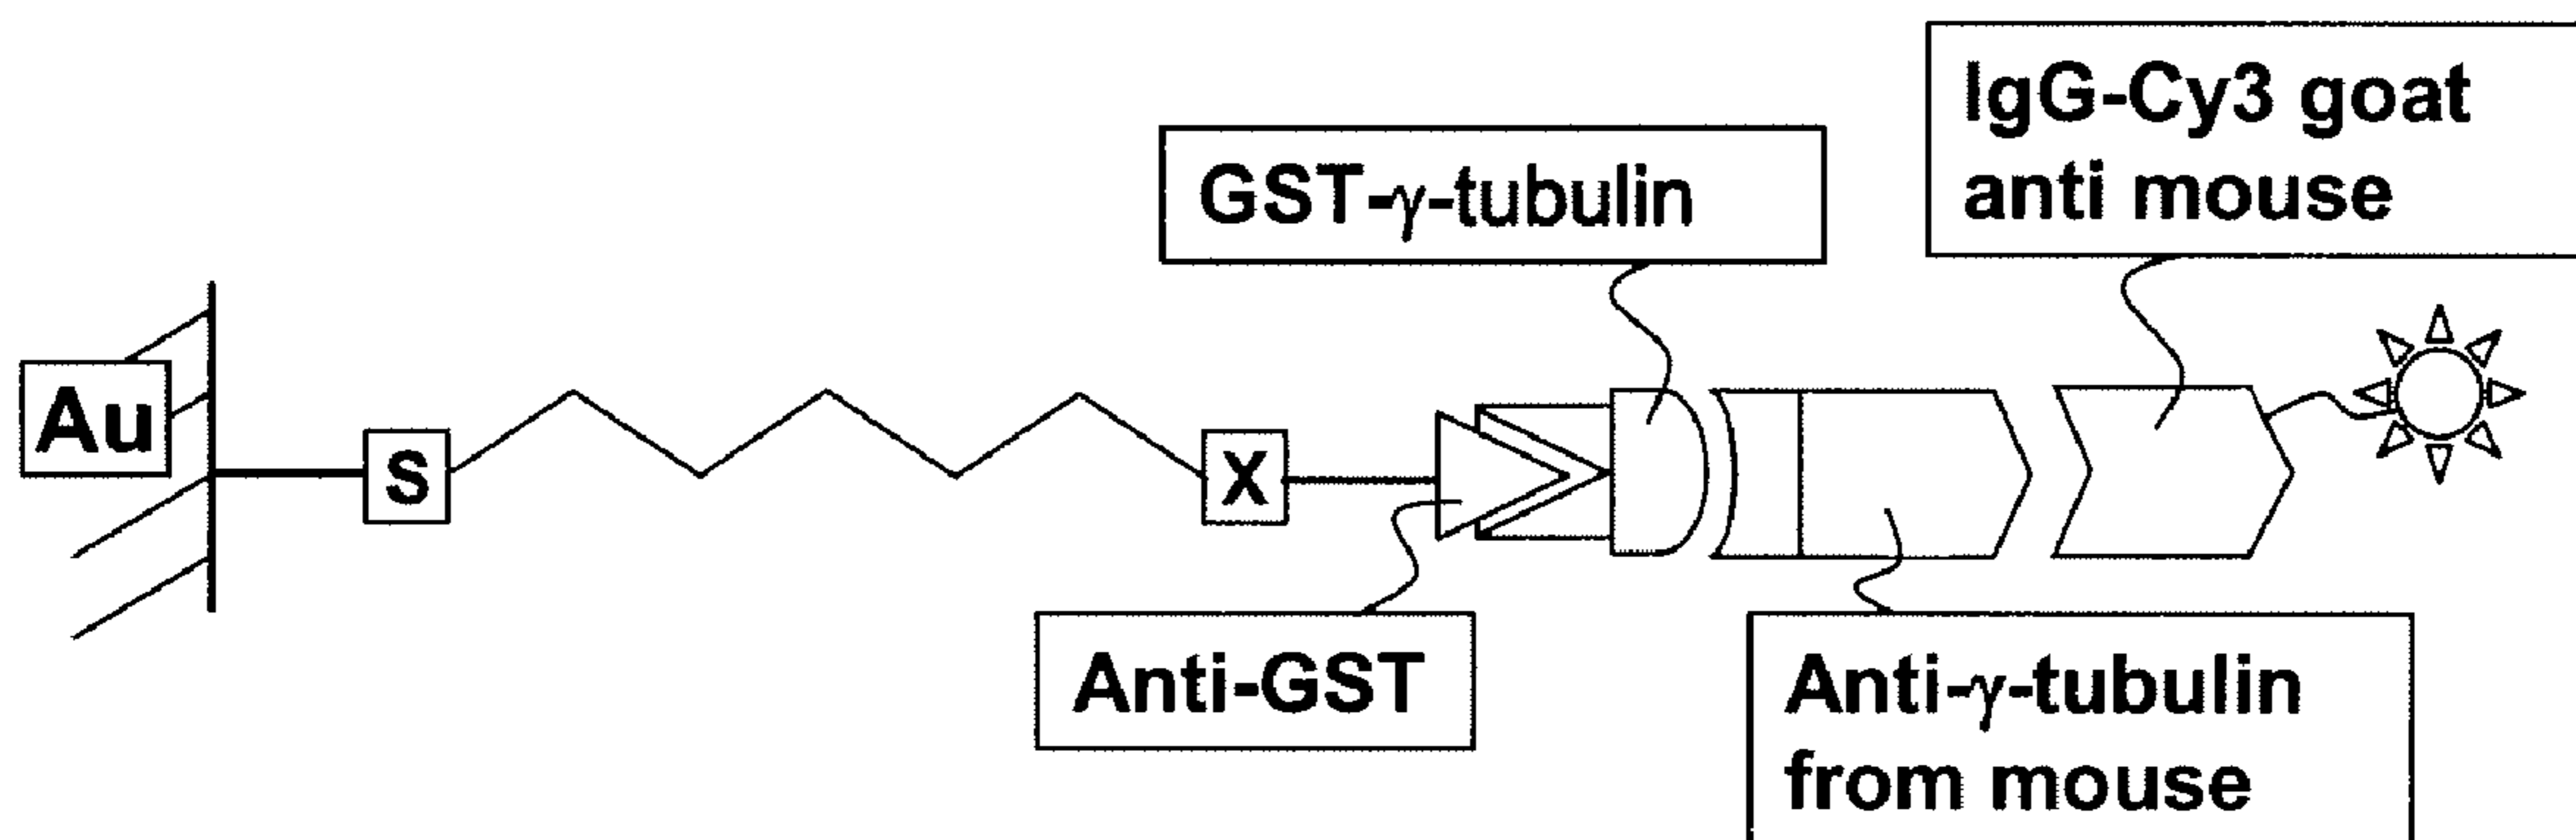 IgG-Cy3 goat
anti mouse
GST-γ-tubulin
Au
S
X
Anti-GST
Anti-γ-tubulin
from mouse